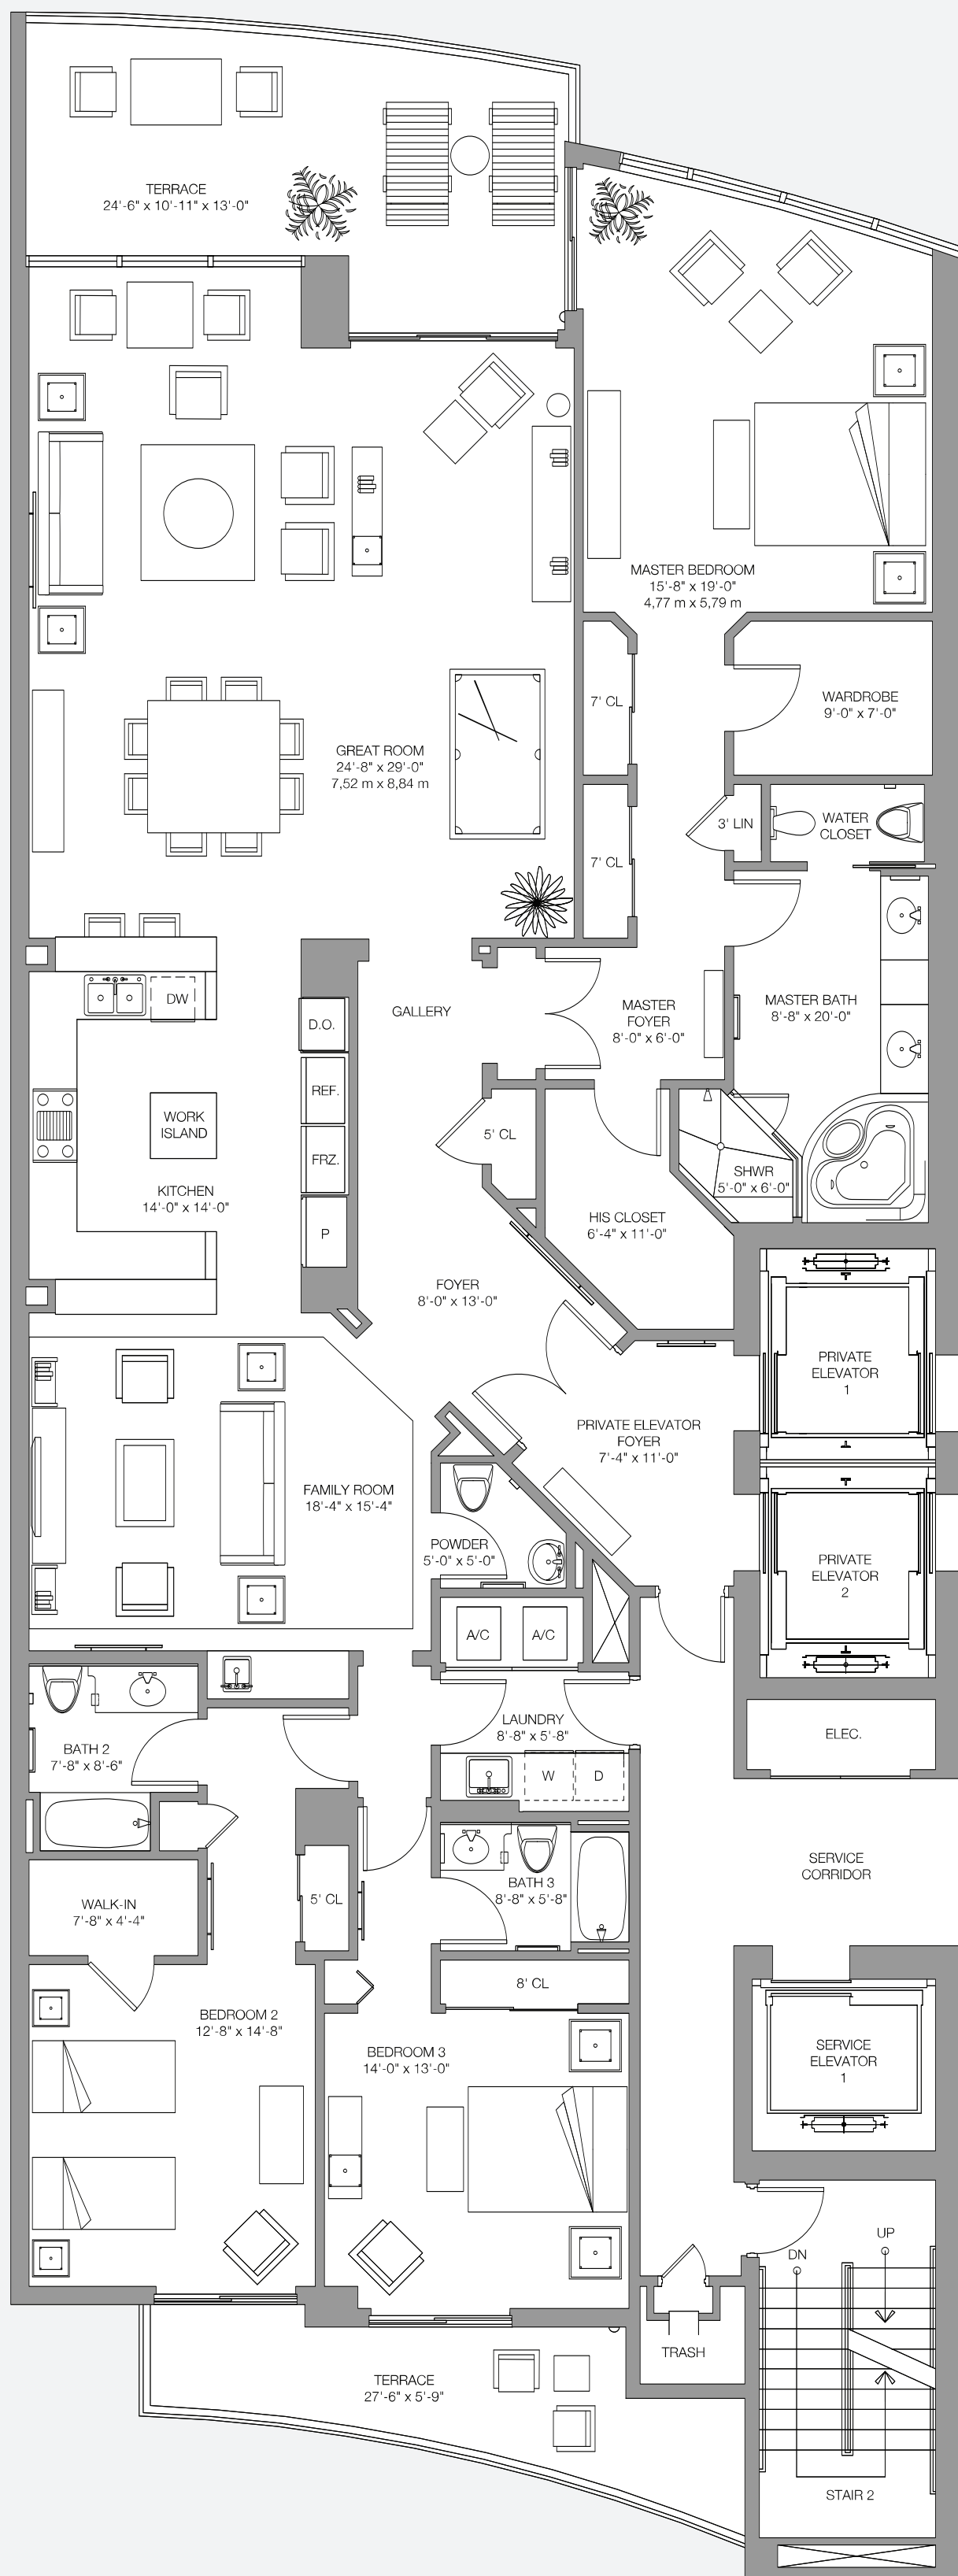 TERRACE
24'-6" x 10'-11" x 13'-0"
MASTER BEDROOM
15'-8" x 19'-0"
4,77 m x 5,79 m
7' CL
WARDROBE
9'-0" x 7'-0"
GREAT ROOM
24'-8" x 29'-0"
7,52 m x 8,84 m
3' LIN
WATER
CLOSET
7' CL
DW
D.O.
GALLERY
MASTER
FOYER
8'-0" x 6'-0"
MASTER BATH
8'-8" x 20'-0"
REF.
WORK
ISLAND
5' CL
FRZ.
KITCHEN
14'-0" x 14'-0"
SHWR
5'-0" x 6'-0"
HIS CLOSET
6'-4" x 11'-0"
P
FOYER
8'-0" x 13'-0"
PRIVATE
ELEVATOR
1
PRIVATE ELEVATOR
FOYER
7'-4" x 11'-0"
FAMILY ROOM
18'-4" x 15'-4"
POWDER
5'-0" x 5'-0"
PRIVATE
ELEVATOR
2
A/C
A/C
LAUNDRY
8'-8" x 5'-8"
ELEC.
BATH 2
7'-8" x 8'-6"
W
D
SERVICE
CORRIDOR
BATH 3
8'-8" x 5'-8"
5' CL
WALK-IN
7'-8" x 4'-4"
8' CL
BEDROOM 2
12'-8" x 14'-8"
BEDROOM 3
14'-0" x 13'-0"
SERVICE
ELEVATOR
1
UP
DN
TRASH
TERRACE
27'-6" x 5'-9"
STAIR 2